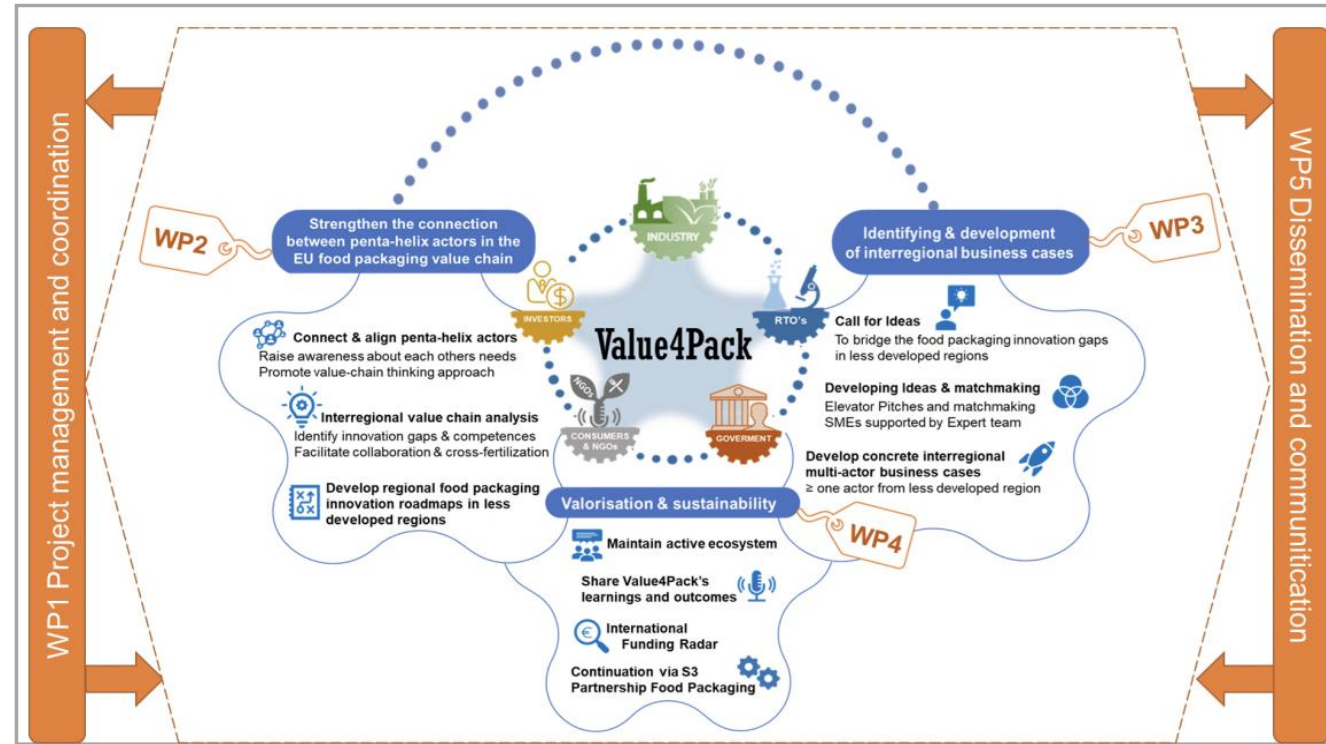 WP1 Project management and coordination
WP2
Strengthen the connection
between penta-helix actors in the
EU food packaging value chain
Connect & align penta-helix actors
Raise awareness about each others needs
Promote value-chain thinking approach
Interregional value chain analysis
Identify innovation gaps & competences
Facilitate collaboration & cross-fertilization
Develop regional food packaging
innovation roadmaps in less
developed regions
INDUSTRY
INVESTORS
RTO's
Value4Pack
NGOs
CONSUMERS
& NGOs
GOVERMENT
WP3
Identifying & development
of interregional business cases
Call for Ideas
To bridge the food packaging innovation gaps
in less developed regions
Developing Ideas & matchmaking
Elevator Pitches and matchmaking
SMEs supported by Expert team
Develop concrete interregional
multi-actor business cases
≥ one actor from less developed region
Valorisation & sustainability
WP4
Maintain active ecosystem
Share Value4Pack's
learnings and outcomes
International
Funding Radar
Continuation via S3
Partnership Food Packaging
WP5 Dissemination and communitication